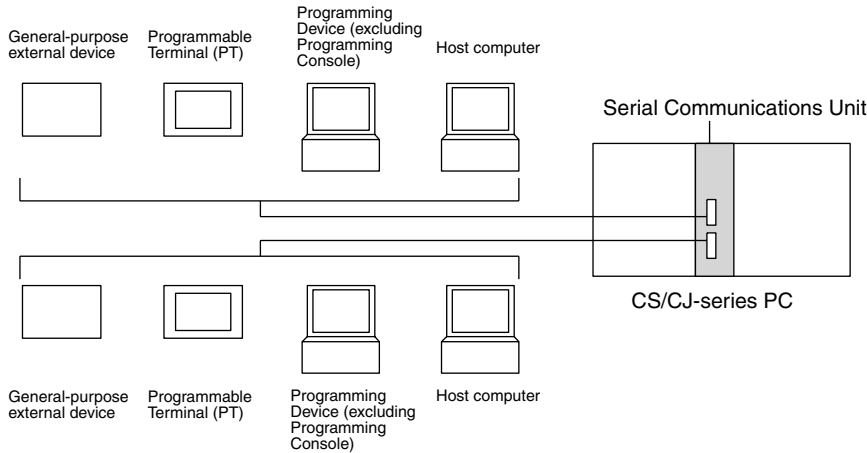 General-purpose
external device
Programmable
Terminal (PT)
Programming
Device (excluding
Programming
Console)
Host computer
Serial Communications Unit
CS/CJ-series PC
General-purpose
external device
Programmable
Terminal (PT)
Programming
Device (excluding
Programming
Console)
Host computer